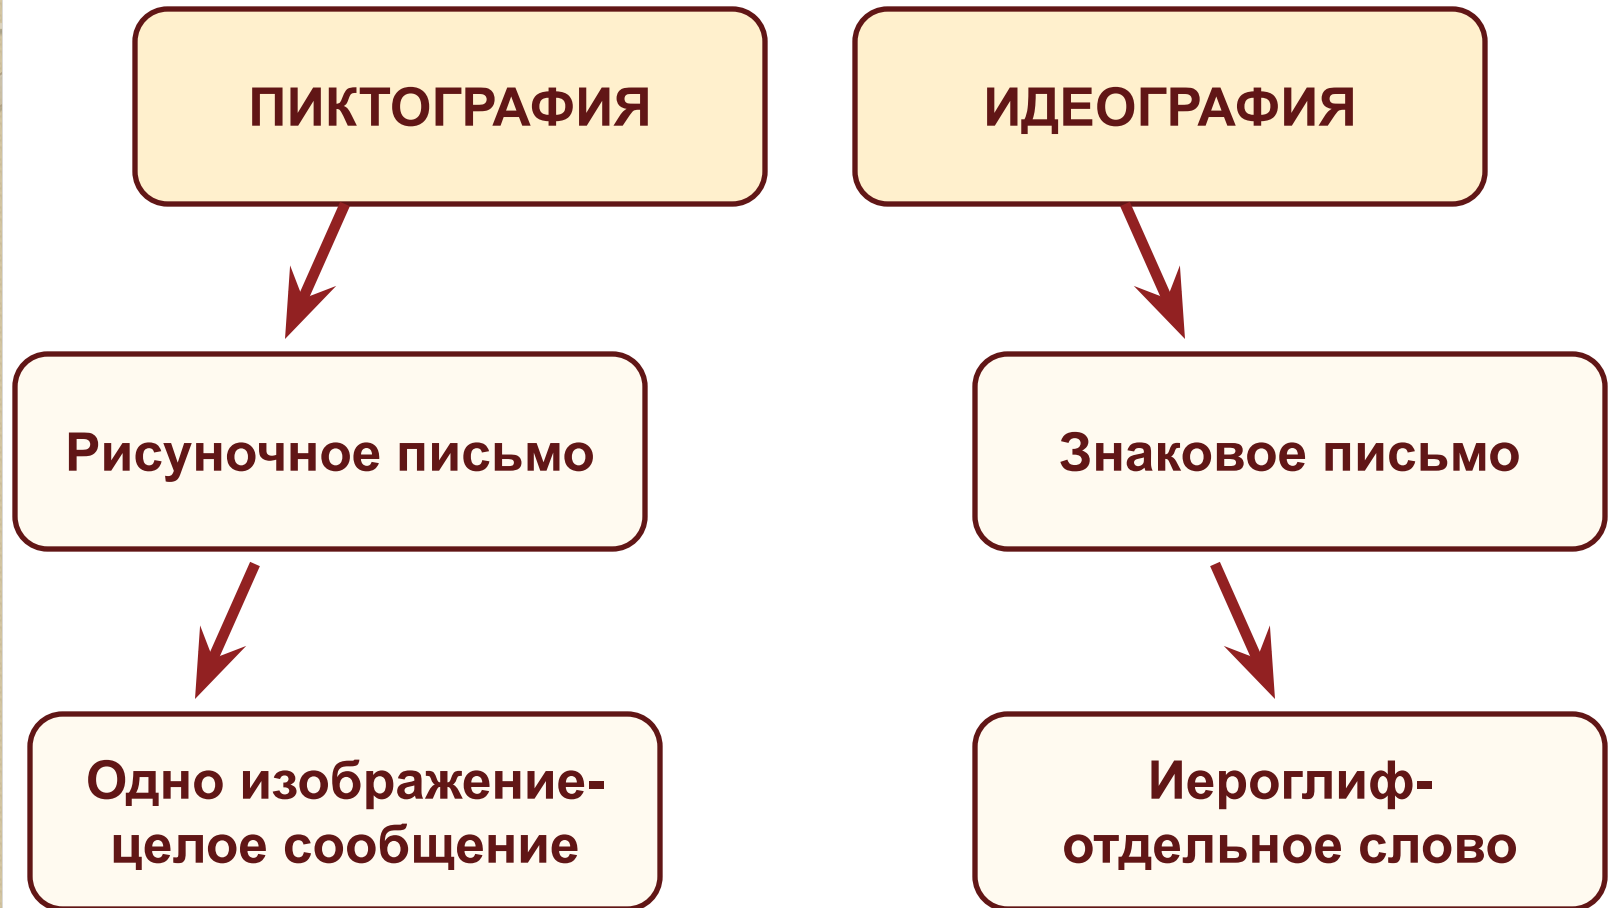 ПИКТОГРАФИЯ
ИДЕОГРАФИЯ
Рисуночное письмо
Знаковое письмо
Одно изображение-
целое сообщение
Иероглиф-
отдельное слово